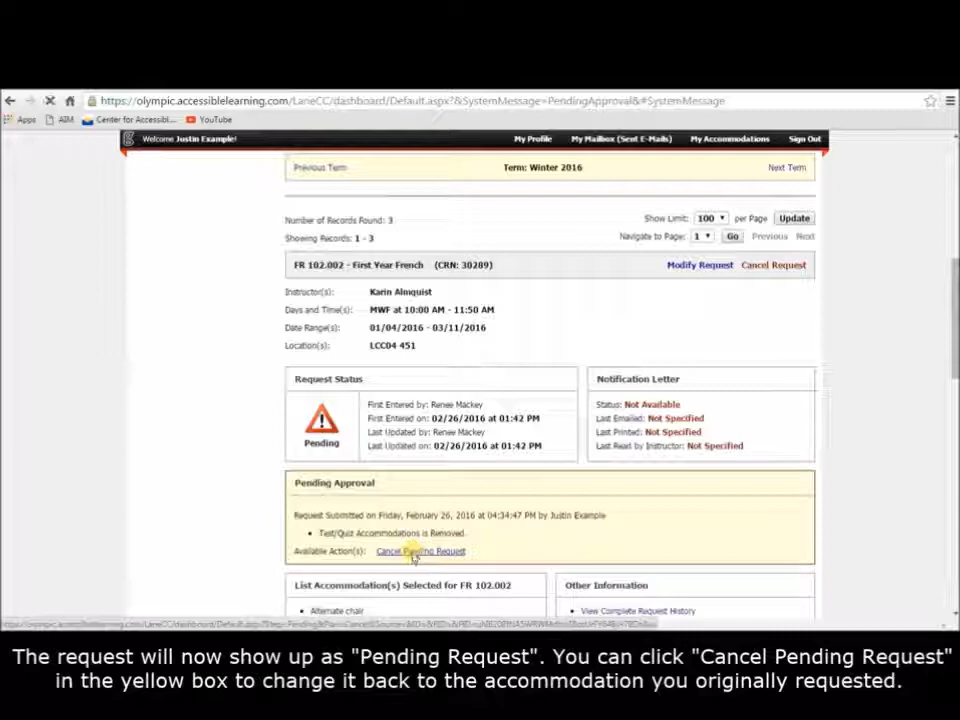 https://olympic.accessiblelearning.com/LaneCC/dashboard/Default.aspx?&SystemMessage=PendingApproval&#SystemMessage
Apps AIM Center for Accessibl... YouTube
Welcome Justin Example! My Profile My Mailbox (Sent E-Mails) My Accommodations Sign Out
Previous Term Term: Winter 2016 Next Term
Number of Records Found: 3 Show Limit: 100 per Page Update
Showing Records: 1 - 3 Navigate to Page: 1 Go Previous Next
FR 102.002 - First Year French (CRN: 30289) Modify Request Cancel Request
Instructor(s): Karin Almquist
Days and Time(s): MWF at 10:00 AM - 11:50 AM
Date Range(s): 01/04/2016 - 03/11/2016
Location(s): LCC04 451
Request Status
Pending
First Entered by: Renee Mackey
First Entered on: 02/26/2016 at 01:42 PM
Last Updated by: Renee Mackey
Last Updated on: 02/26/2016 at 01:42 PM
Notification Letter
Status: Not Available
Last Emailed: Not Specified
Last Printed: Not Specified
Last Read by Instructor: Not Specified
Pending Approval
Request Submitted on Friday, February 26, 2016 at 04:34:47 PM by Justin Example
• Test/Quiz Accommodations is Removed.
Available Action(s): Cancel Pending Request
List Accommodation(s) Selected for FR 102.002
• Alternate chair
Other Information
• View Complete Request History
The request will now show up as "Pending Request". You can click "Cancel Pending Request"
in the yellow box to change it back to the accommodation you originally requested.